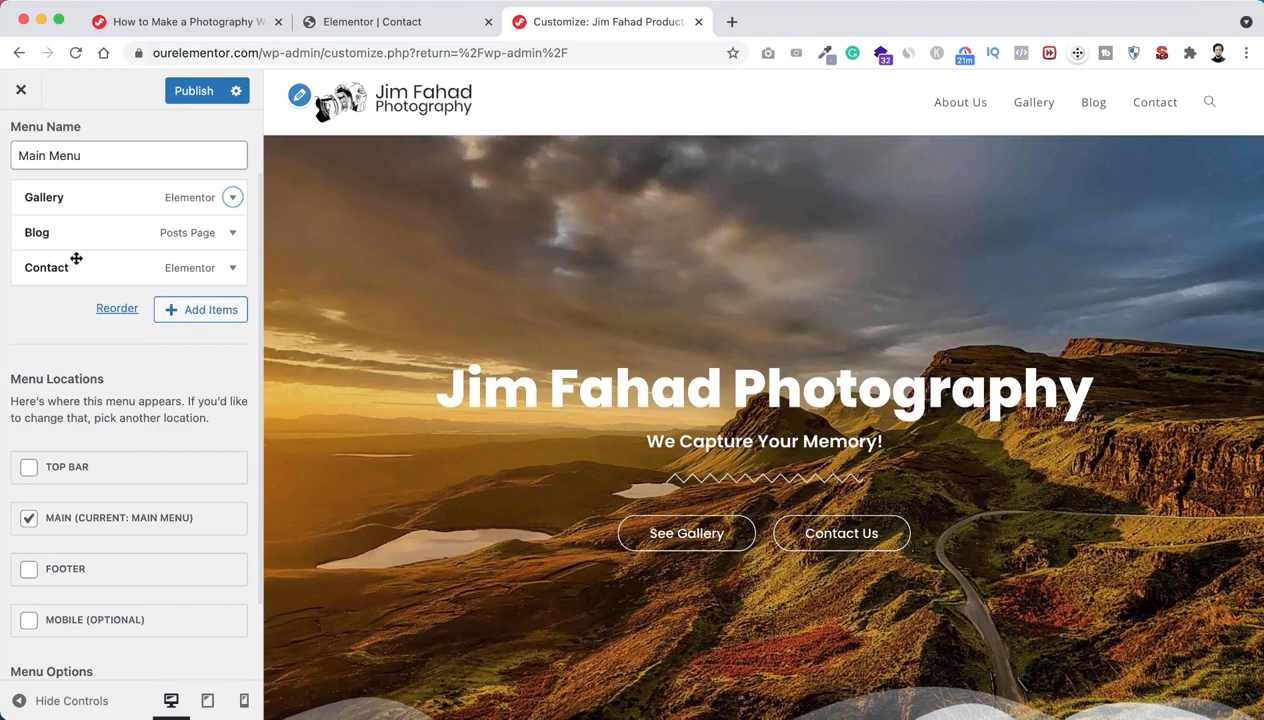 How to Make a Photography W
Elementor | Contact
Customize: Jim Fahad Product
ourelementor.com/wp-admin/customize.php?return=%2Fwp-admin%2F
32
21m
IQ
Publish
Jim Fahad
Photography
About Us
Gallery
Blog
Contact
Menu Name
Main Menu
Gallery Elementor
Blog Posts Page
Contact Elementor
Reorder
Add Items
Menu Locations
Here's where this menu appears. If you'd like
to change that, pick another location.
TOP BAR
MAIN (CURRENT: MAIN MENU)
FOOTER
MOBILE (OPTIONAL)
Menu Options
Hide Controls
Jim Fahad Photography
We Capture Your Memory!
See Gallery
Contact Us